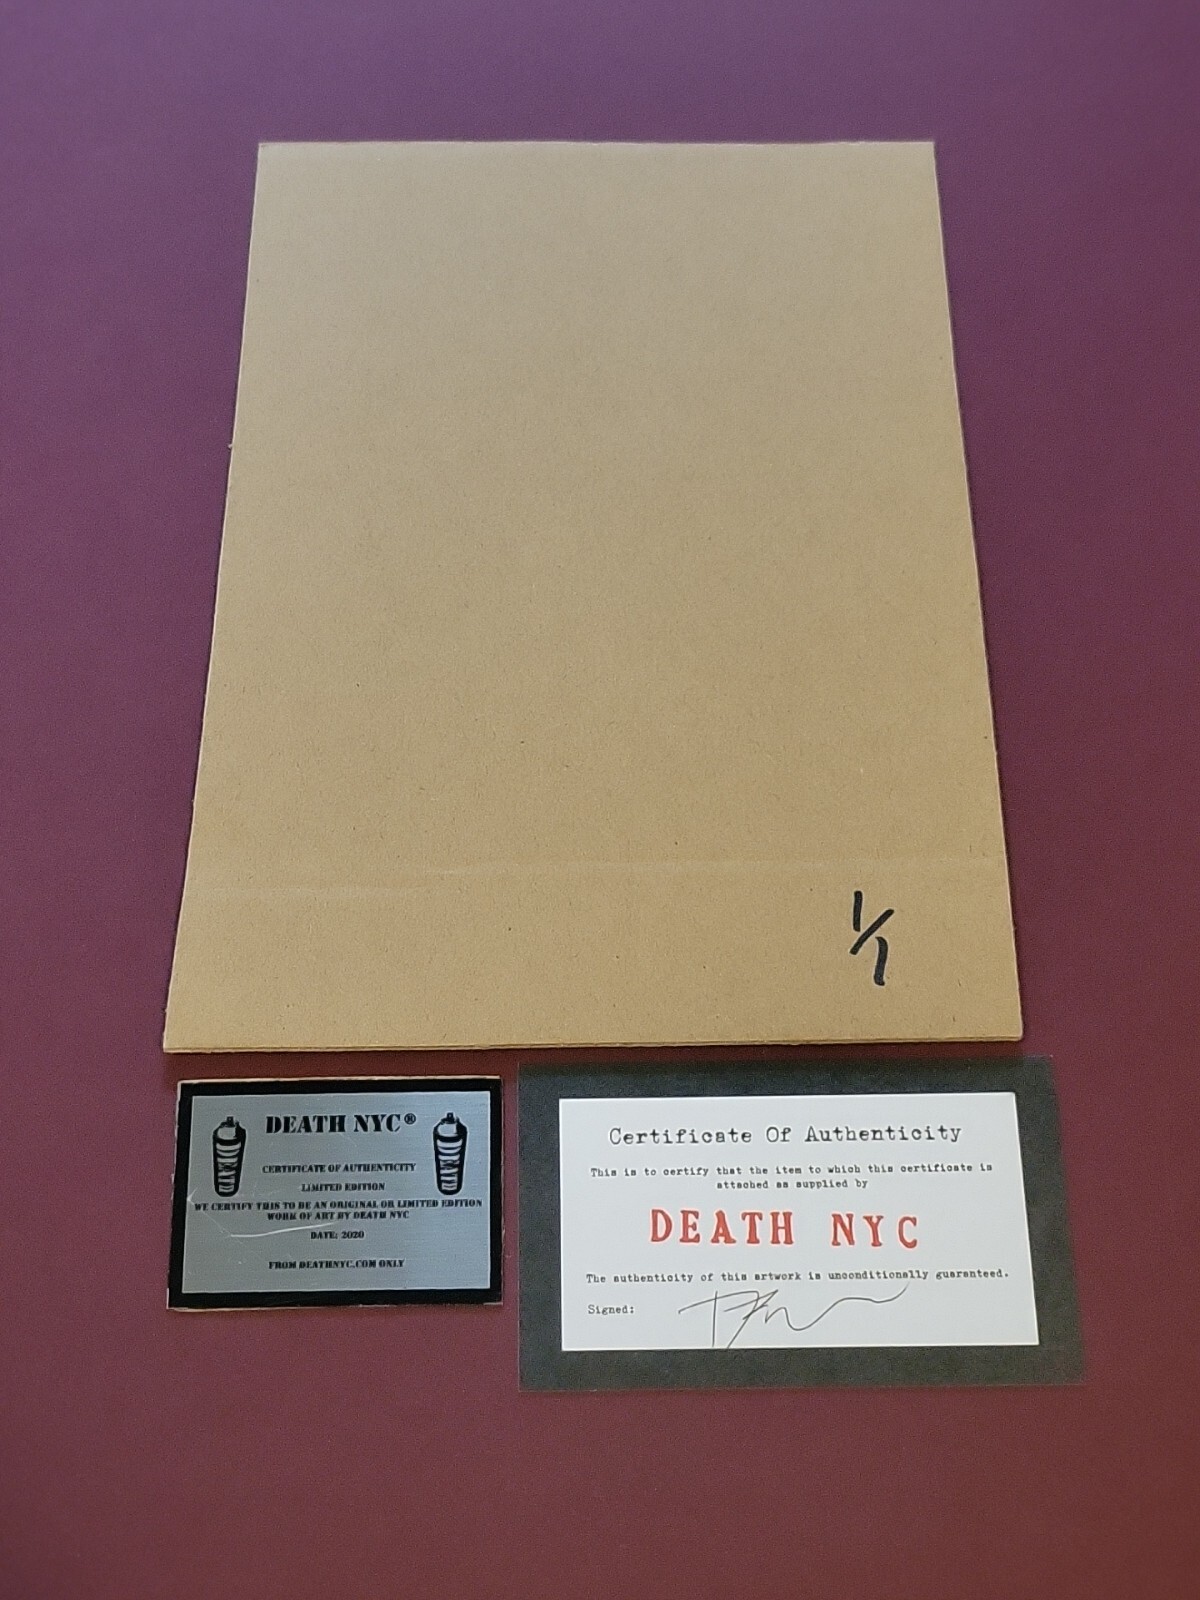 1/1
DEATH NYC®
DEATH
DEATH
CERTIFICATE OF AUTHENTICITY
LIMITED EDITION
WE CERTIFY THIS TO BE AN ORIGINAL OR LIMITED EDITION
WORK OF ART BY DEATH NYC
DATE: 2020
FROM DEATHNYC.COM ONLY
Certificate Of Authenticity
This is to certify that the item to which this certificate is
attached as supplied by
DEATH NYC
The authenticity of this artwork is unconditionally guaranteed.
Signed: